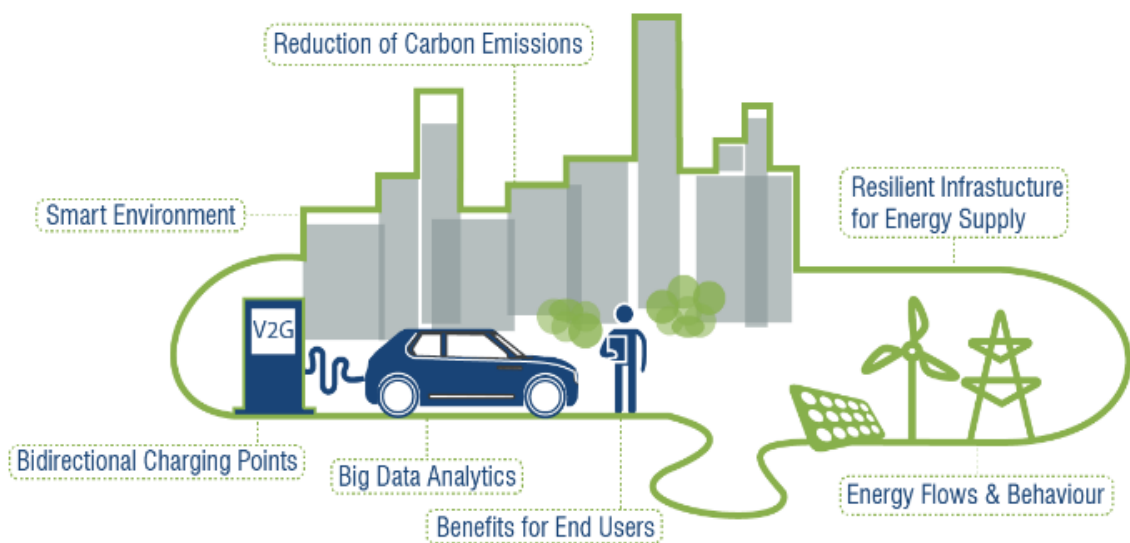 Reduction of Carbon Emissions
Smart Environment
Resilient Infrastucture
for Energy Supply
V2G
Bidirectional Charging Points
Big Data Analytics
Benefits for End Users
Energy Flows & Behaviour